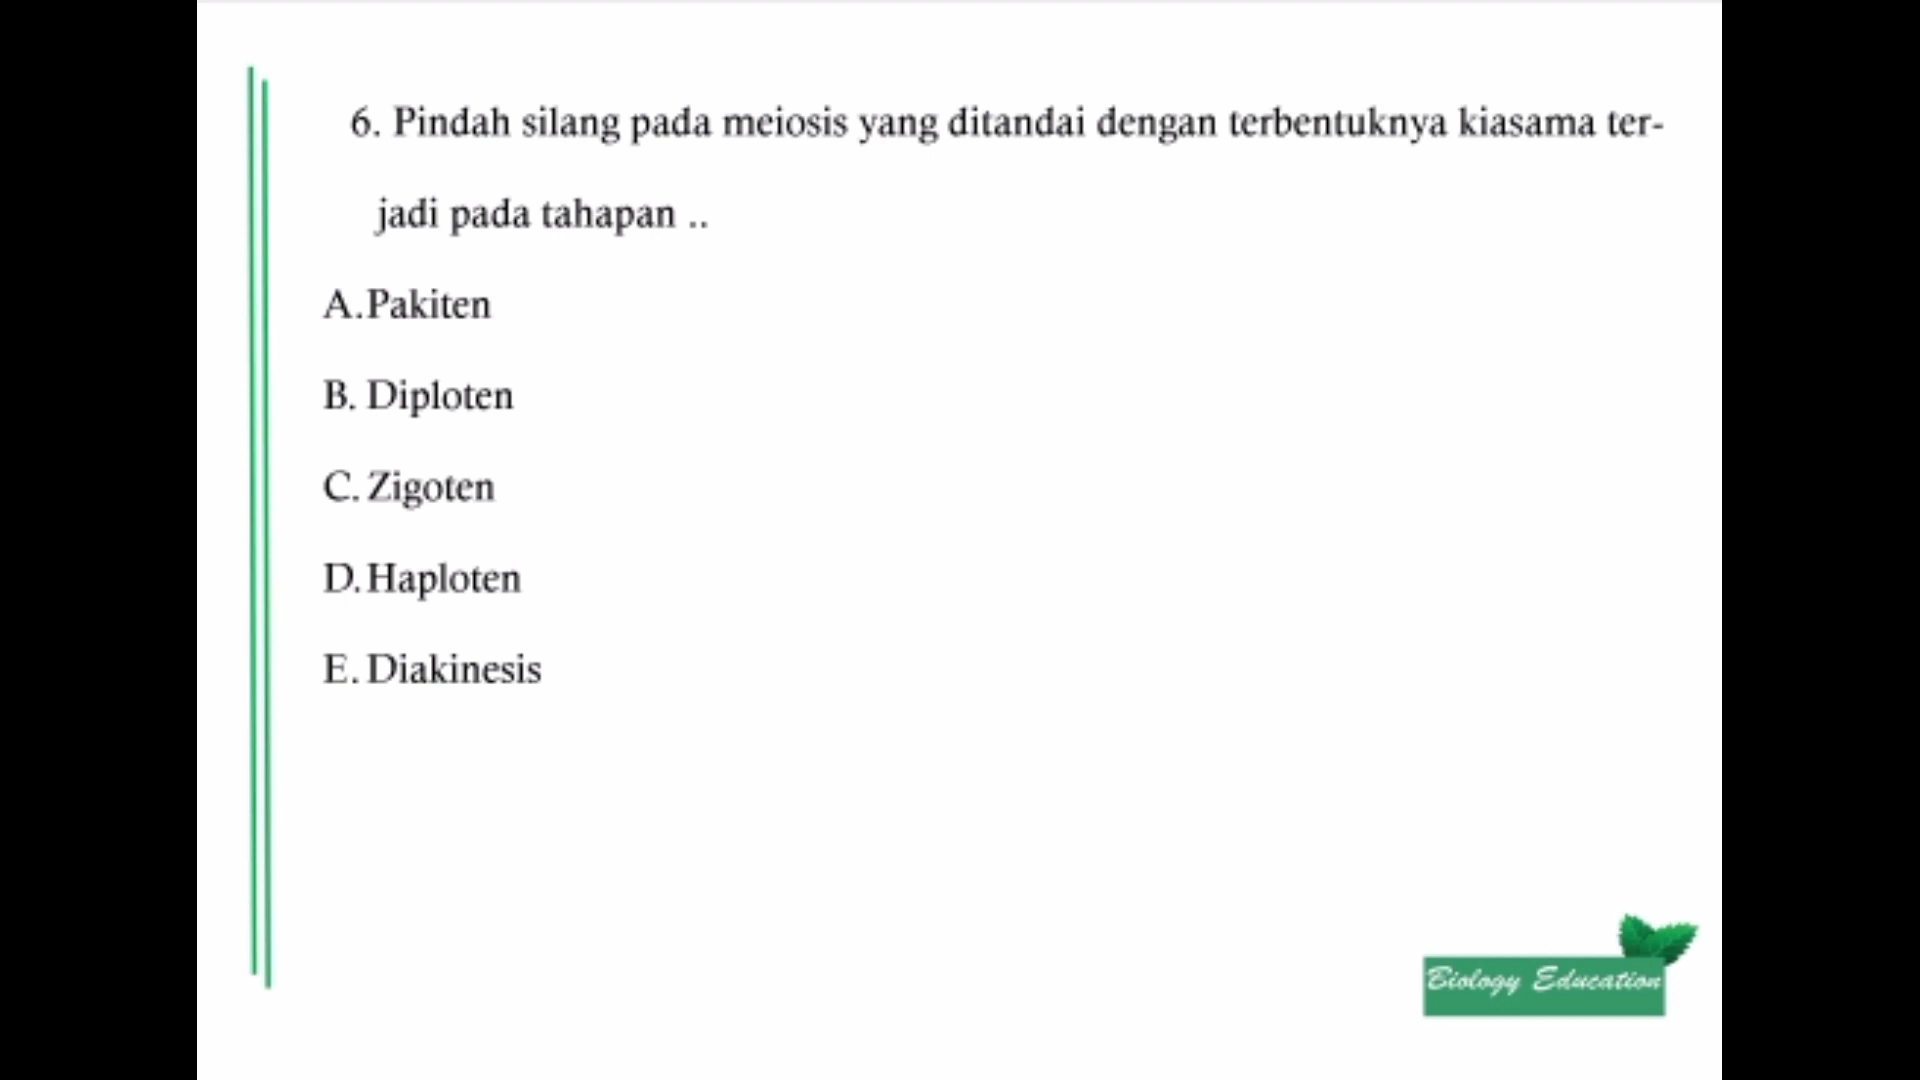 6. Pindah silang pada meiosis yang ditandai dengan terbentuknya kiasama ter-
jadi pada tahapan ..
A.Pakiten
B. Diploten
C. Zigoten
D.Haploten
E. Diakinesis
Biology Education